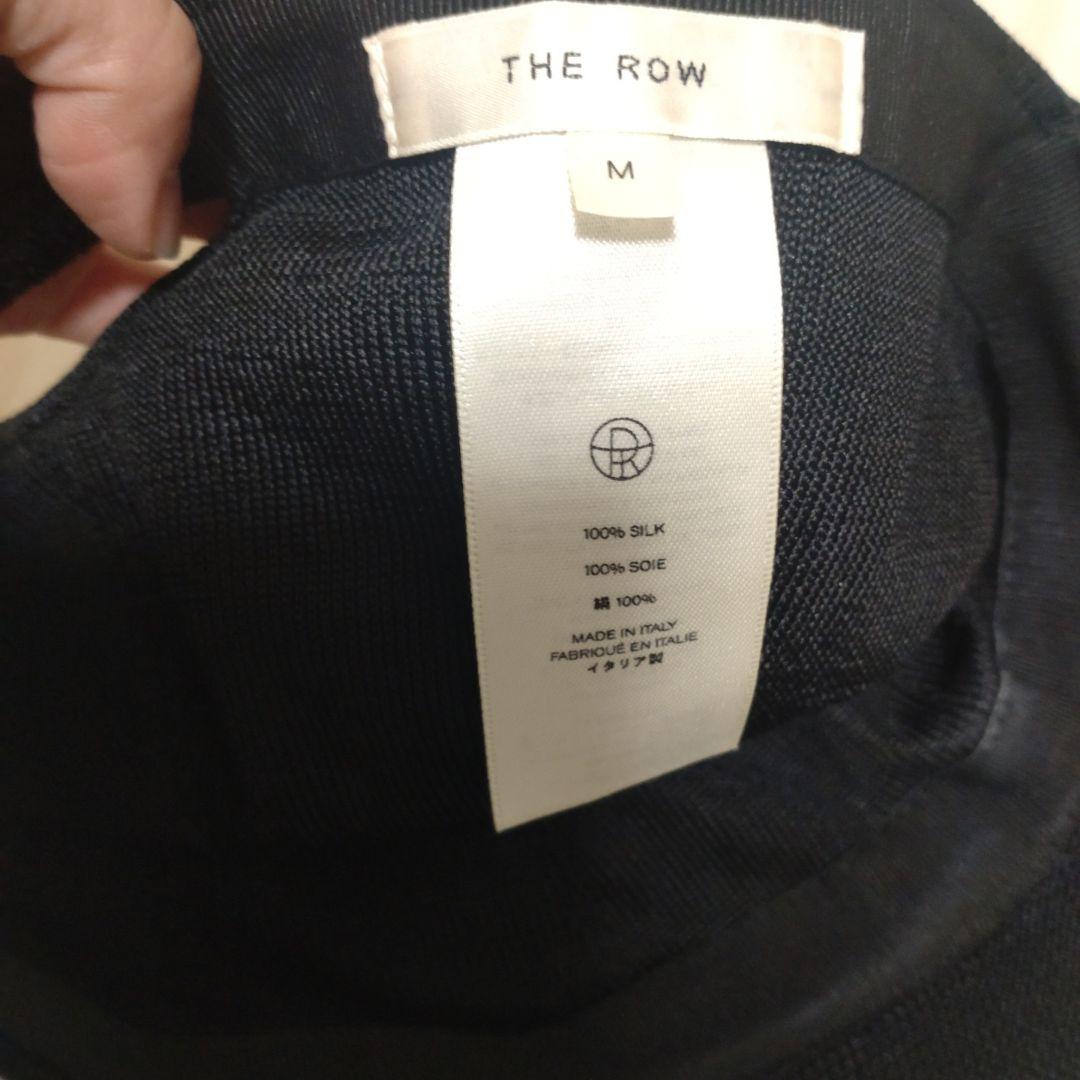 THE ROW
M
100% SILK
100% SOIE
絹 100%
MADE IN ITALY
FABRIQUÉ EN ITALIE
イタリア製